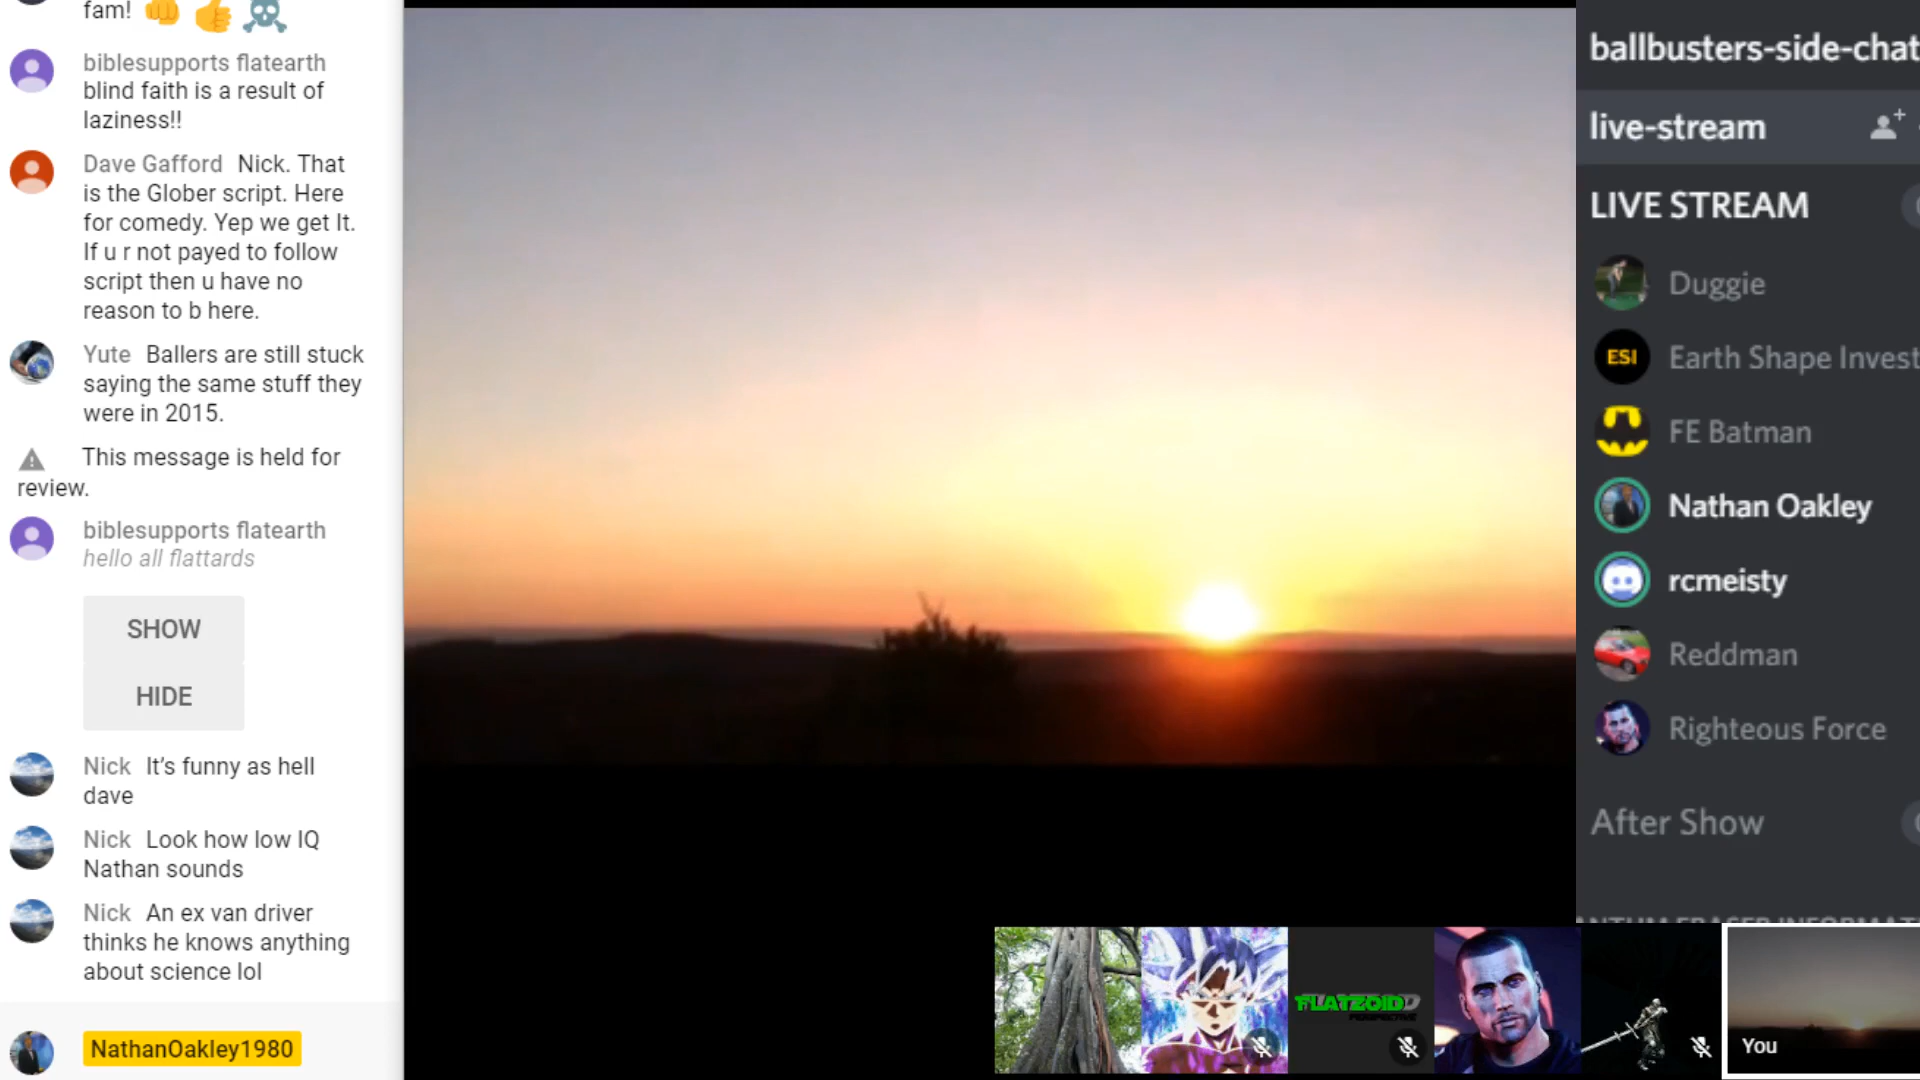 fam!
biblesupports flatearth
blind faith is a result of
laziness!!
Dave Gafford Nick. That
is the Glober script. Here
for comedy. Yep we get It.
If u r not payed to follow
script then u have no
reason to b here.
Yute Ballers are still stuck
saying the same stuff they
were in 2015.
This message is held for
review.
biblesupports flatearth
hello all flattards
SHOW
HIDE
Nick It's funny as hell
dave
Nick Look how low IQ
Nathan sounds
Nick An ex van driver
thinks he knows anything
about science lol
NathanOakley1980
ballbusters-side-chat
live-stream
LIVE STREAM
Duggie
ESI Earth Shape Invest
FE Batman
Nathan Oakley
rcmeisty
Reddman
Righteous Force
After Show
FLATZOID
PERSPECTIVE
You